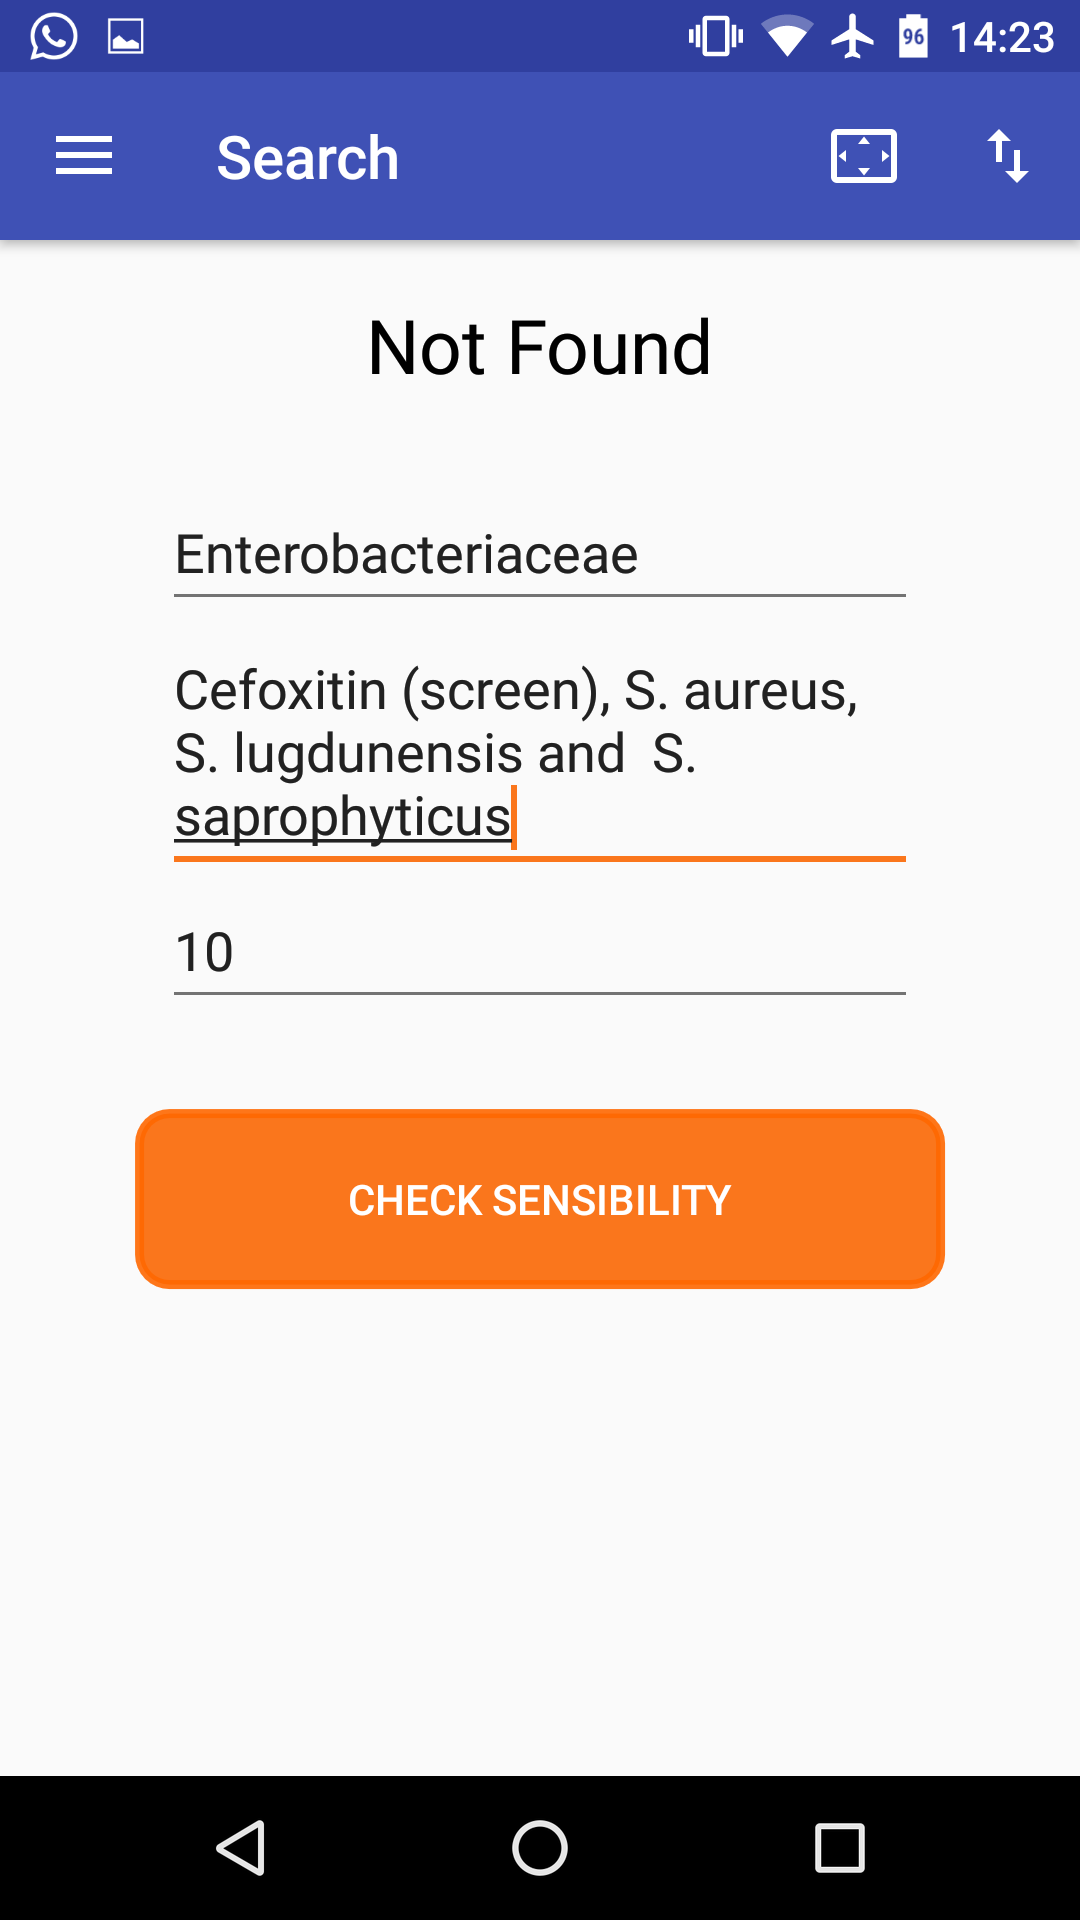 96 14:23
Search
Not Found
Enterobacteriaceae
Cefoxitin (screen), S. aureus,
S. lugdunensis and  S.
saprophyticus
10
CHECK SENSIBILITY